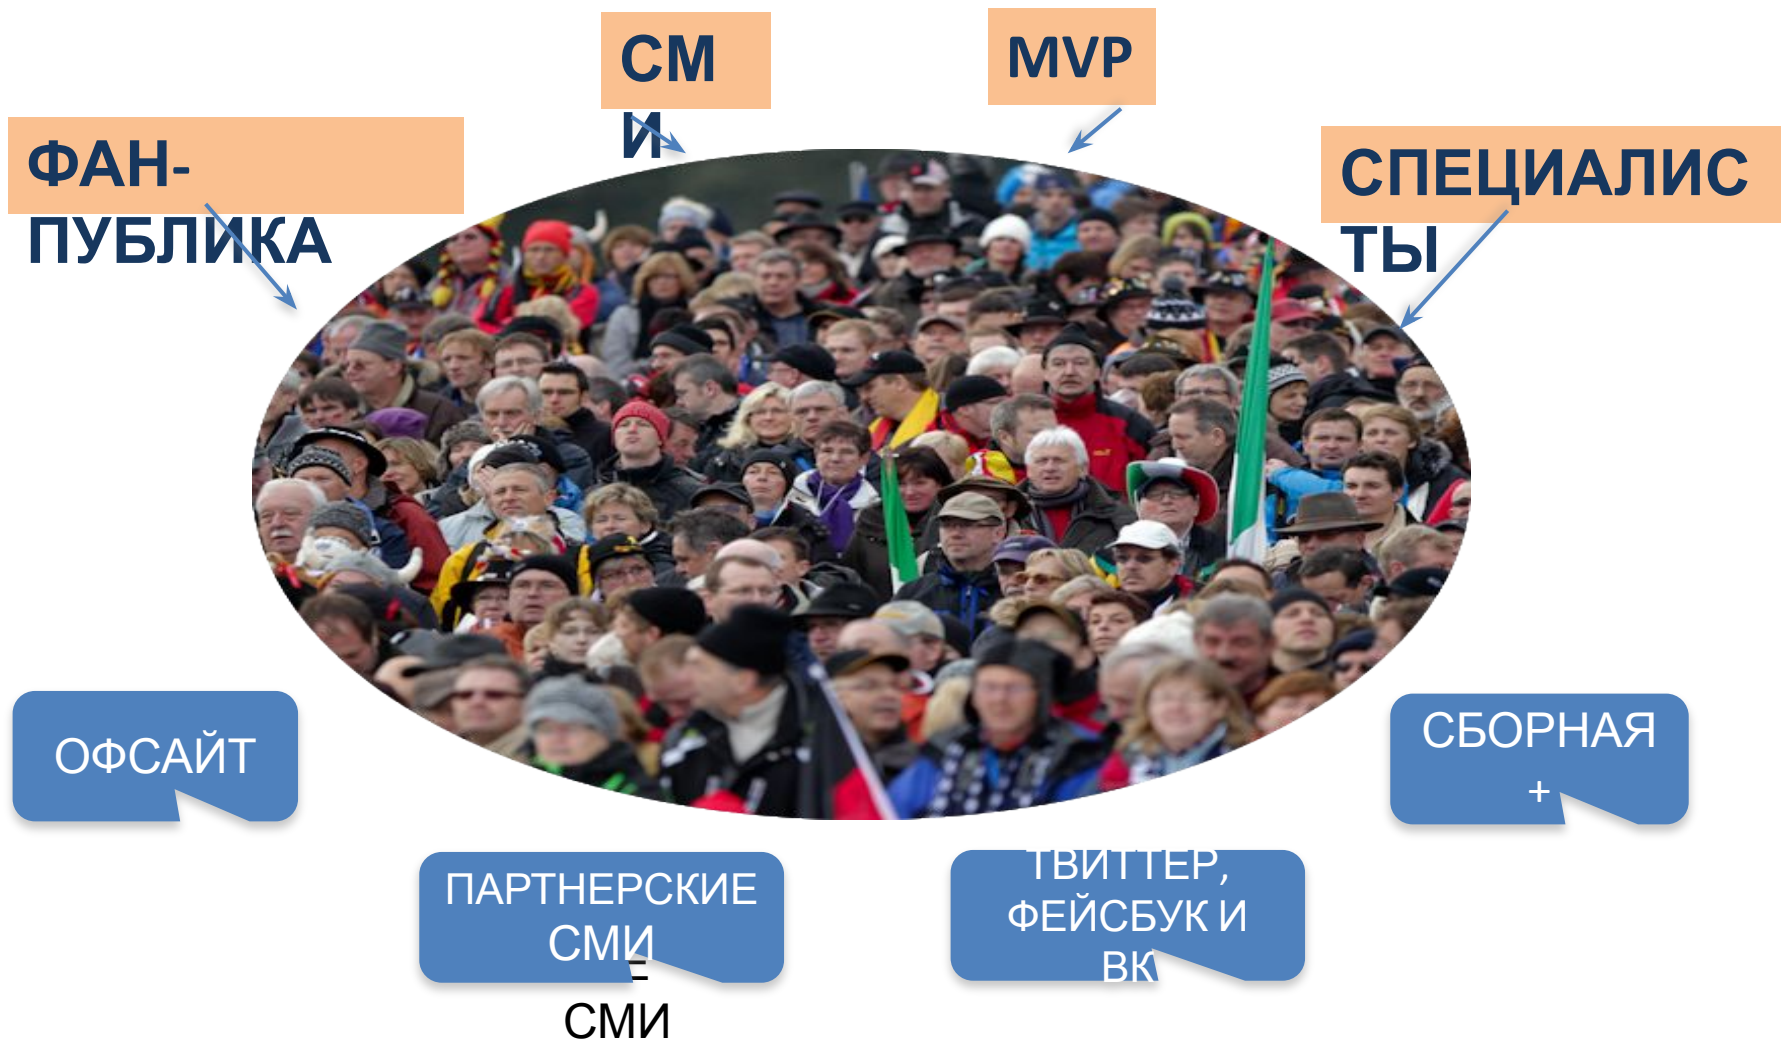 СМ
И
MVP
ФАН-
ПУБЛИКА
СПЕЦИАЛИС
ТЫ
ОФСАЙТ
СБОРНАЯ
+
ПАРТНЕРСКИЕ
СМИ
Е
СМИ
ТВИТТЕР,
ФЕЙСБУК И
ВК